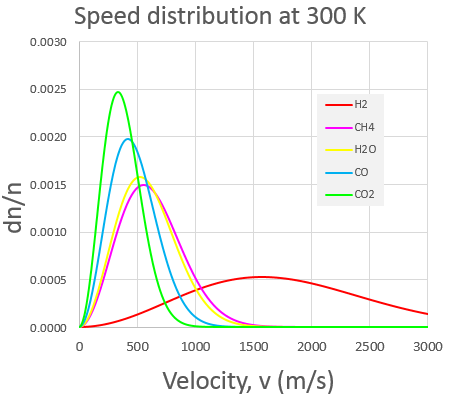 Speed distribution at 300 K
0.0030
0.0025
0.0020
0.0015
0.0010
0.0005
0.0000
dn/n
H2
CH4
H2O
CO
CO2
0 500 1000 1500 2000 2500 3000
Velocity, v (m/s)